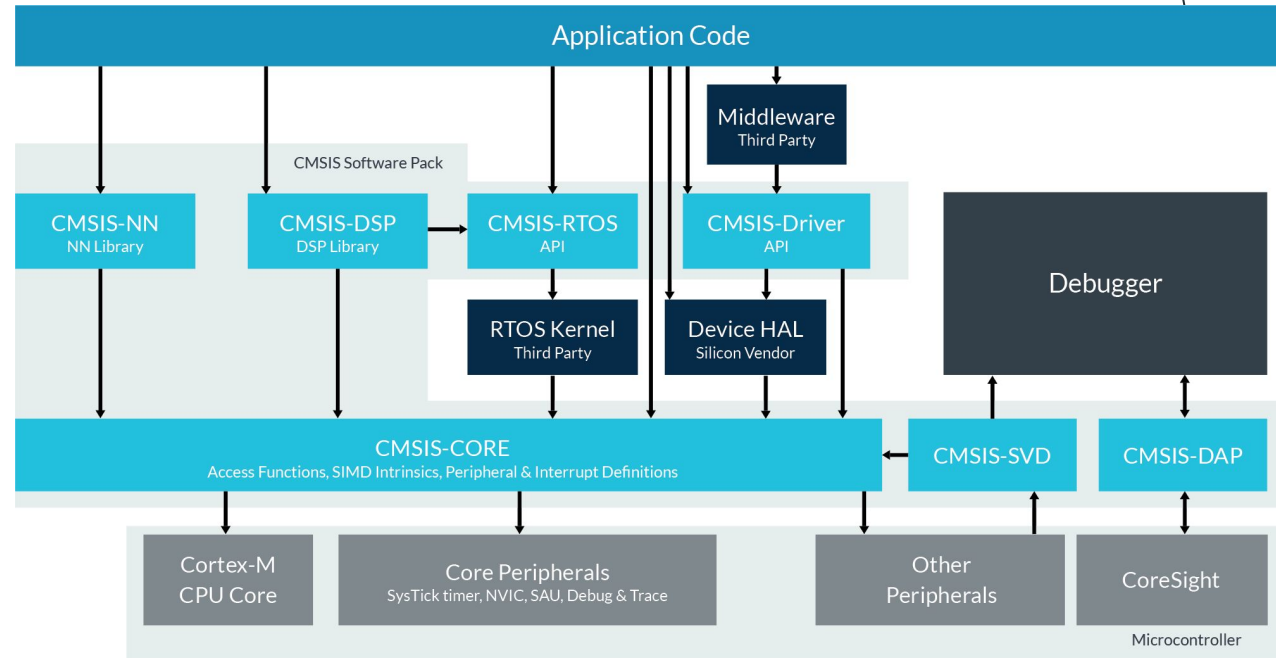 Application Code
Middleware
Third Party
CMSIS Software Pack
CMSIS-NN
NN Library
CMSIS-DSP
DSP Library
CMSIS-RTOS
API
CMSIS-Driver
API
Debugger
RTOS Kernel
Third Party
Device HAL
Silicon Vendor
CMSIS-CORE
Access Functions, SIMD Intrinsics, Peripheral & Interrupt Definitions
CMSIS-SVD
CMSIS-DAP
Cortex-M
CPU Core
Core Peripherals
SysTick timer, NVIC, SAU, Debug & Trace
Other
Peripherals
CoreSight
Microcontroller